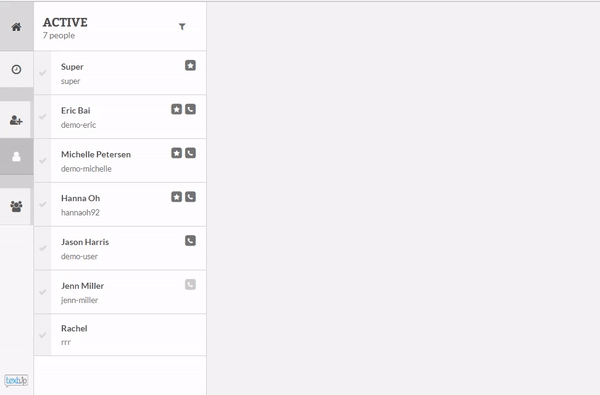 ACTIVE
7 people
Super
super
Eric Bai
demo-eric
Michelle Petersen
demo-michelle
Hanna Oh
hannaoh92
Jason Harris
demo-user
Jenn Miller
jenn-miller
Rachel
rrr
textUp